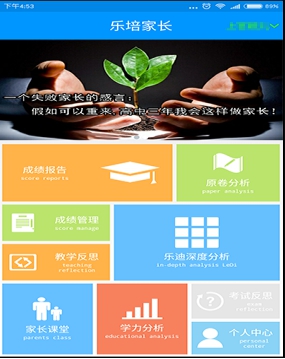 下午4:53
89%
乐培家长
一个失败家长的感言:
假如可以重来,高中三年我会这样做家长!
成绩报告
score reports
原卷分析
paper analysis
成绩管理
score manage
教学反思
teaching
reflection
乐迪深度分析
in-depth analysis LeDi
家长课堂
parents class
学力分析
educational analysis
考试反思
exam
reflection
个人中心
personal
center